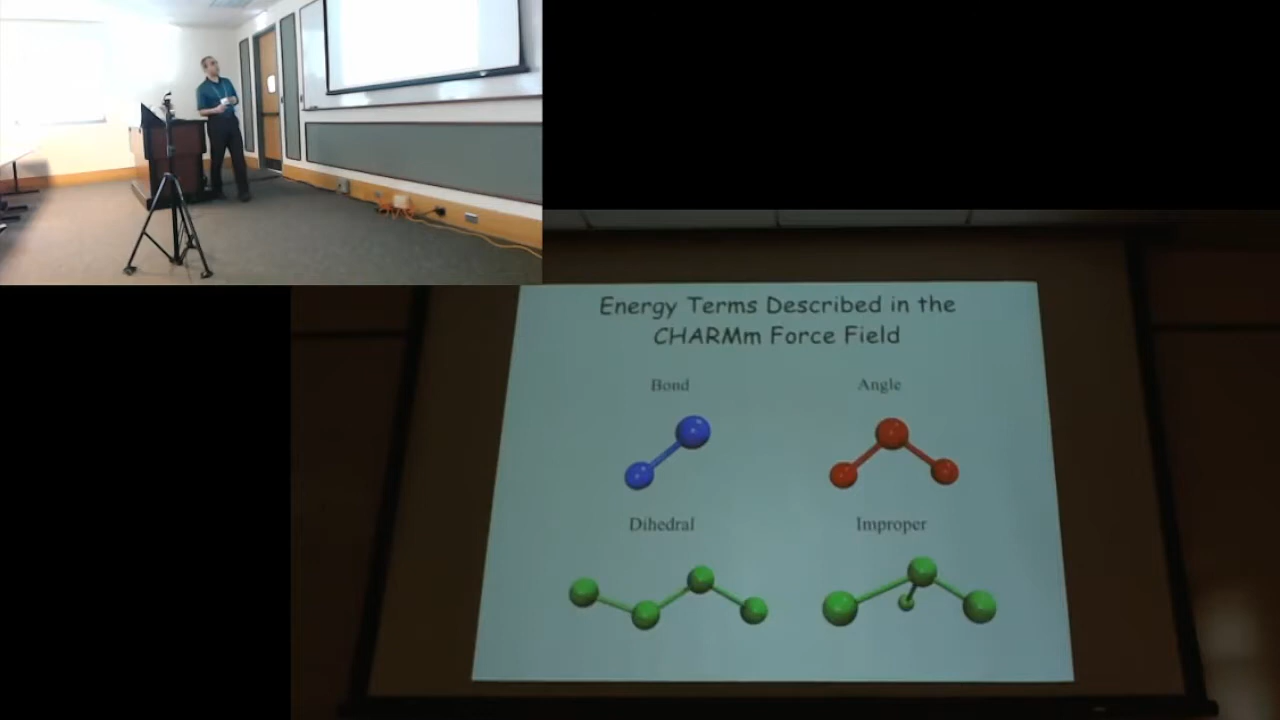 Energy Terms Described in the
CHARMm Force Field
Bond
Angle
Dihedral
Improper